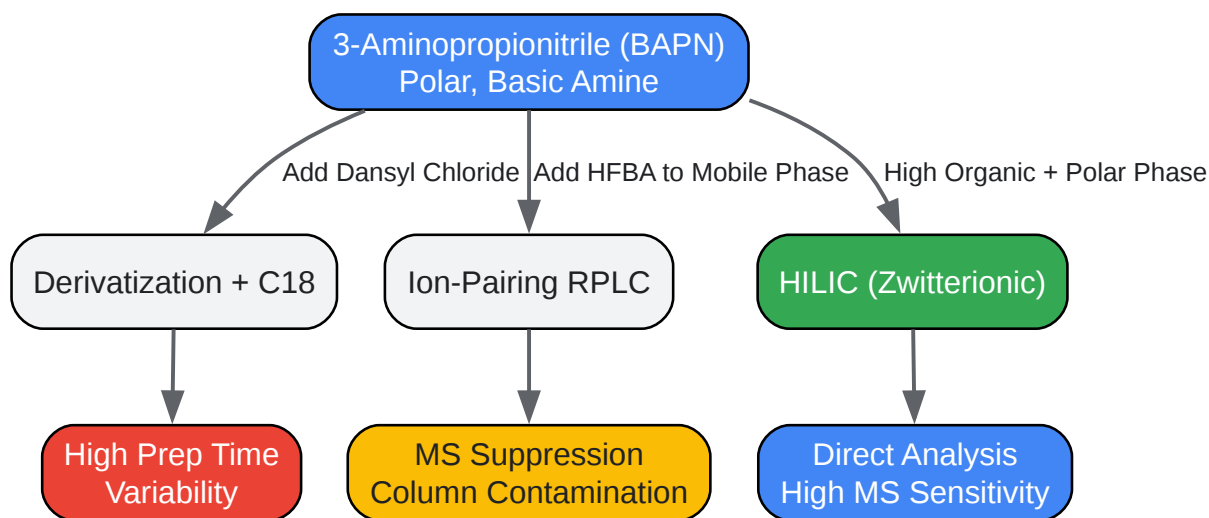 3-Aminopropionitrile (BAPN)
Polar, Basic Amine
Add Dansyl Chloride
Add HFBA to Mobile Phase
High Organic + Polar Phase
Derivatization + C18
Ion-Pairing RPLC
HILIC (Zwitterionic)
High Prep Time
Variability
MS Suppression
Column Contamination
Direct Analysis
High MS Sensitivity